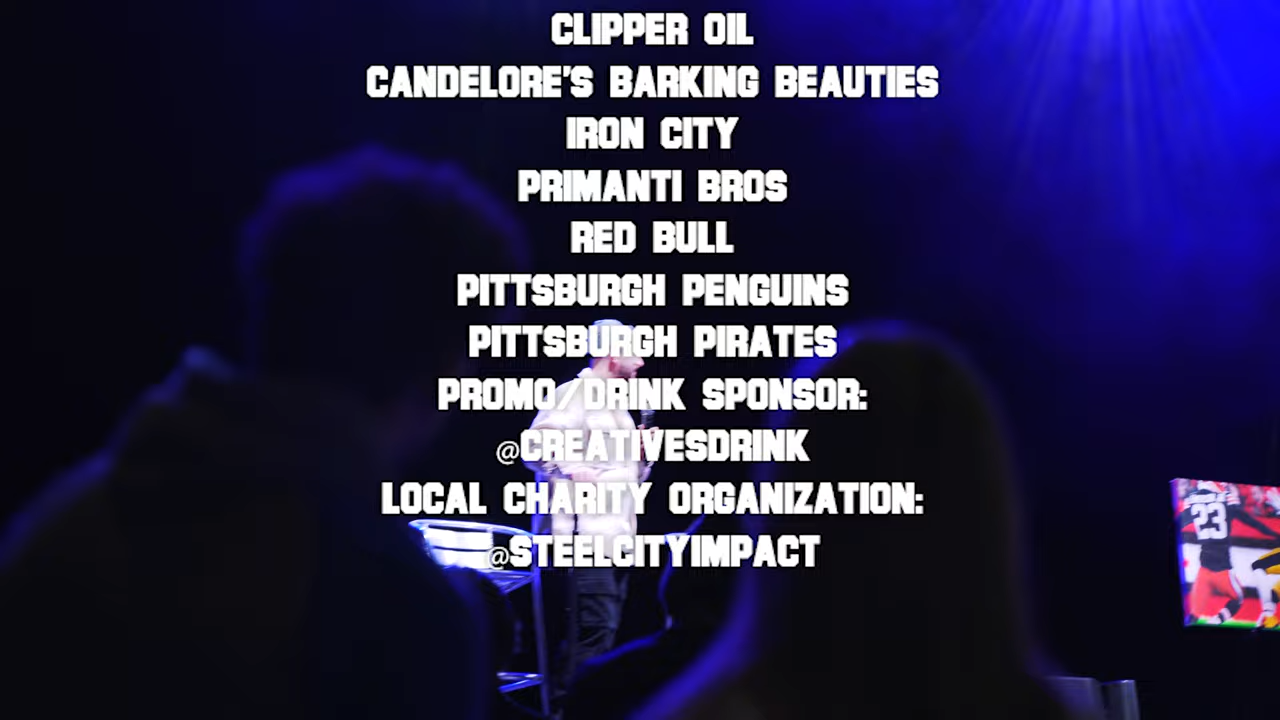 CLIPPER OIL
CANDELORE'S BARKING BEAUTIES
IRON CITY
PRIMANTI BROS
RED BULL
PITTSBURGH PENGUINS
PITTSBURGH PIRATES
PROMO/DRINK SPONSOR:
@CREATIVESDRINK
LOCAL CHARITY ORGANIZATION:
@STEELCITYIMPACT
23